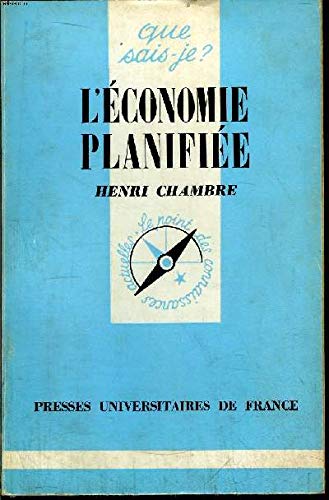 que
sais-je?
L'ÉCONOMIE
PLANIFIÉE
HENRI CHAMBRE
Le point des connaissances actuelles
PRESSES UNIVERSITAIRES DE FRANCE